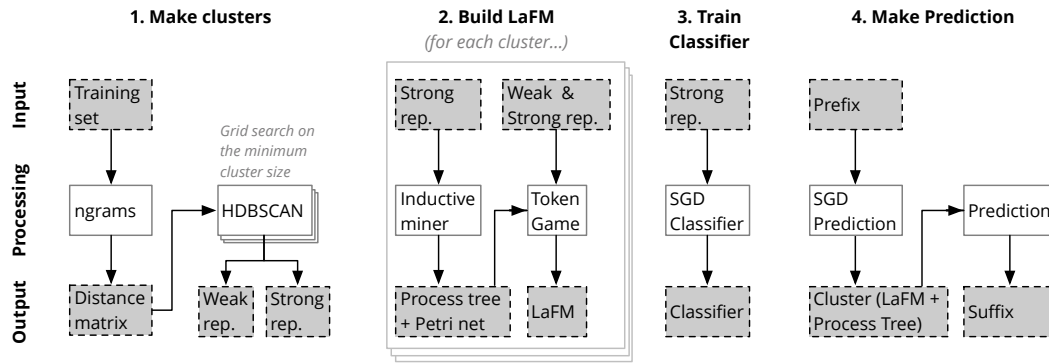 1. Make clusters
2. Build LaFM
(for each cluster...)
3. Train
Classifier
4. Make Prediction
Input
Processing
Output
Training
set
Grid search on
the minimum
cluster size
ngrams
HDBSCAN
Distance
matrix
Weak
rep.
Strong
rep.
Strong
rep.
Weak &
Strong rep.
Inductive
miner
Token
Game
Process tree
+ Petri net
LaFM
Strong
rep.
SGD
Classifier
Classifier
Prefix
SGD
Prediction
Prediction
Cluster (LaFM +
Process Tree)
Suffix